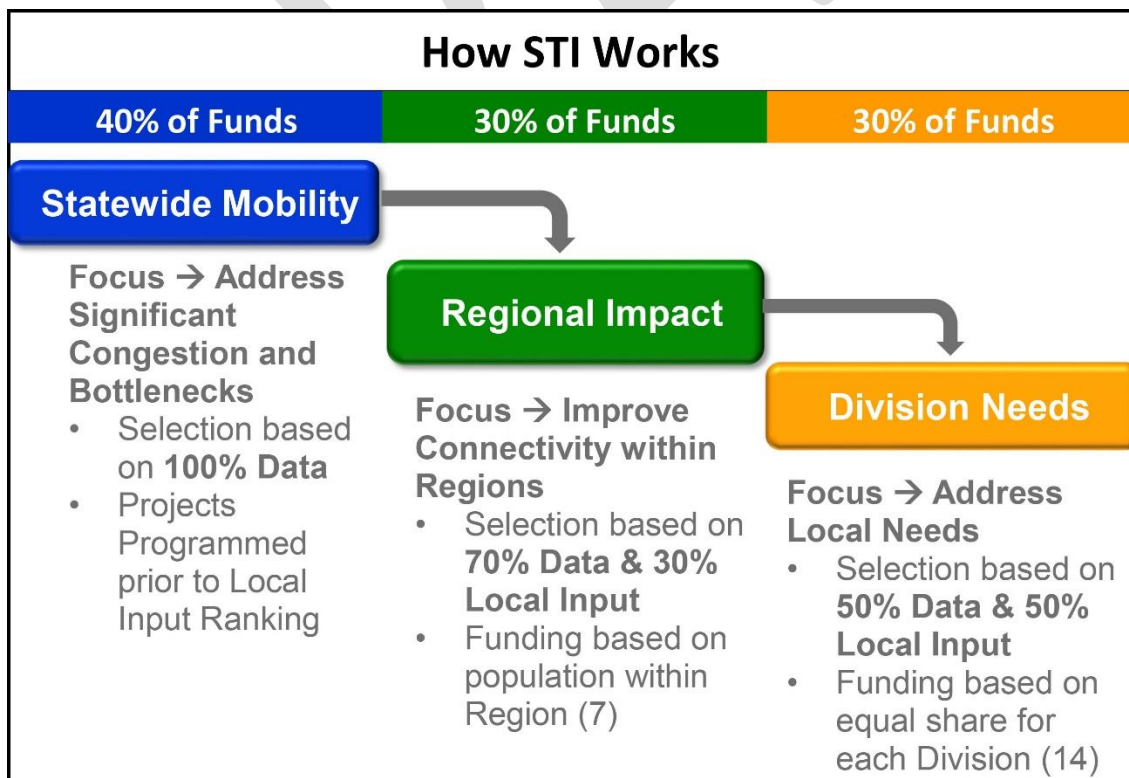 How STI Works
40% of Funds
30% of Funds
30% of Funds
Statewide Mobility
Focus → Address
Significant
Congestion and
Bottlenecks
• Selection based
on 100% Data
• Projects
Programmed
prior to Local
Input Ranking
Regional Impact
Focus → Improve
Connectivity within
Regions
• Selection based on
70% Data & 30%
Local Input
• Funding based on
population within
Region (7)
Division Needs
Focus → Address
Local Needs
• Selection based on
50% Data & 50%
Local Input
• Funding based on
equal share for
each Division (14)